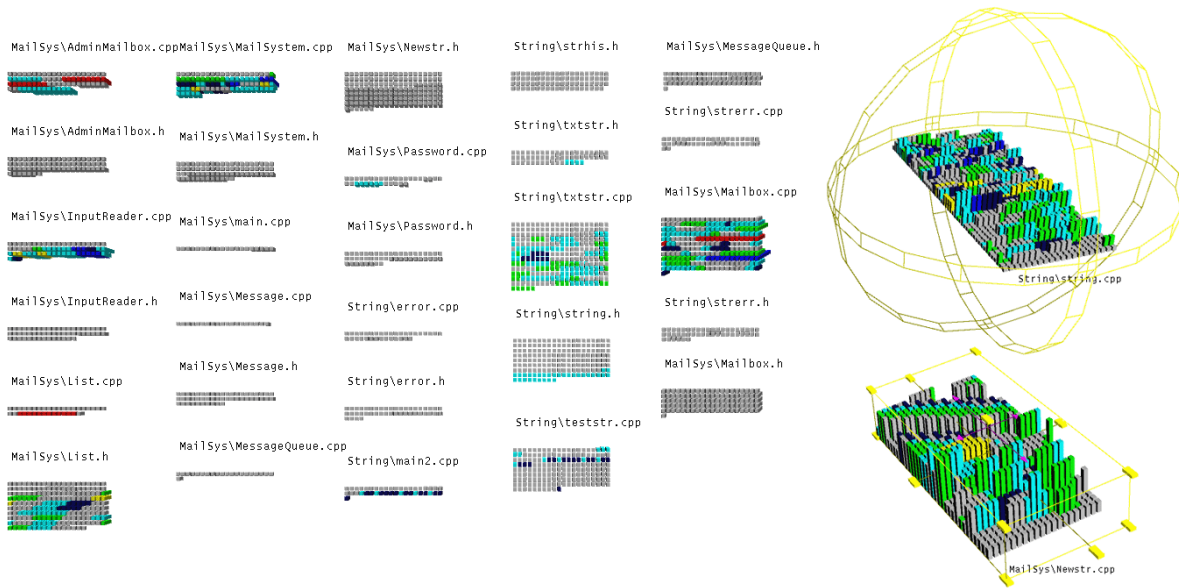 MailSys\AdminMailbox.cpp
MailSys\MailSystem.cpp
MailSys\Newstr.h
String\strhis.h
MailSys\MessageQueue.h
MailSys\AdminMailbox.h
MailSys\MailSystem.h
MailSys\Password.cpp
String\txtstr.h
String\strerr.cpp
MailSys\InputReader.cpp
MailSys\main.cpp
MailSys\Password.h
String\txtstr.cpp
MailSys\Mailbox.cpp
MailSys\InputReader.h
MailSys\Message.cpp
String\error.cpp
String\string.h
String\strerr.h
MailSys\List.cpp
MailSys\Message.h
String\error.h
String\teststr.cpp
MailSys\Mailbox.h
MailSys\List.h
MailSys\MessageQueue.cpp
String\main2.cpp
String\string.cpp
MailSys\Newstr.cpp